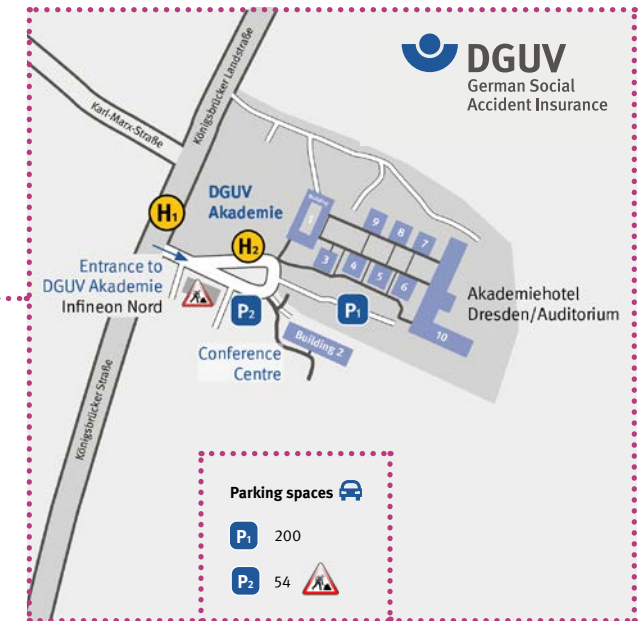 DGUV
German Social
Accident Insurance
Königsbrücker Landstraße
Karl-Marx-Straße
H1
DGUV
Akademie
H2
Building
1
9
8
7
3
4
5
6
10
Entrance to
DGUV Akademie
Infineon Nord
P2
P1
Akademiehotel
Dresden/Auditorium
Building 2
Conference
Centre
Königsbrücker Straße
Parking spaces
P1 200
P2 54